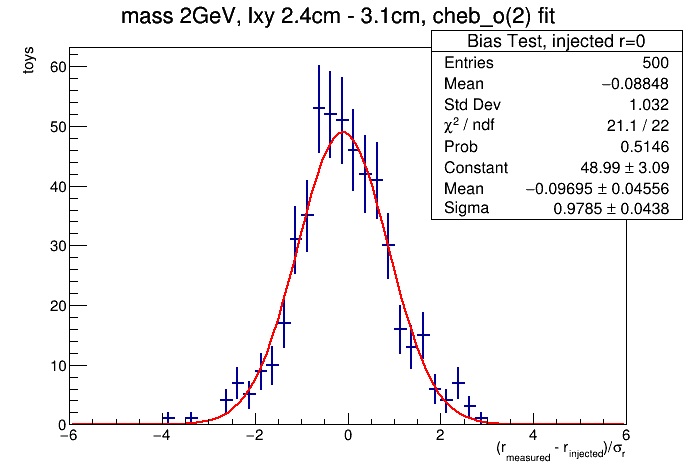 mass 2GeV, lxy 2.4cm - 3.1cm, cheb_o(2) fit
toys
Bias Test, injected r=0
Entries 500
Mean −0.08848
Std Dev 1.032
χ² / ndf 21.1 / 22
Prob 0.5146
Constant 48.99 ± 3.09
Mean −0.09695 ± 0.04556
Sigma 0.9785 ± 0.0438
60
50
40
30
20
10
0
−6 −4 −2 0 2 4 6
(r_measured - r_injected)/σ_r